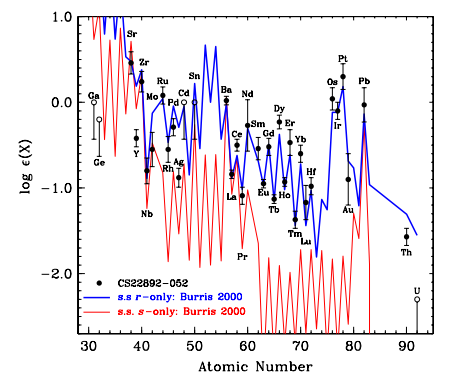 1.0
0.0
−1.0
−2.0
log ε(X)
Sr
Zr
Ga
Ge
Y
Nb
Mo
Ru
Rh
Pd
Ag
Cd
Sn
Ba
La
Ce
Pr
Nd
Sm
Eu
Gd
Tb
Dy
Ho
Er
Tm
Yb
Lu
Hf
Os
Ir
Pt
Au
Pb
Th
U
CS22892-052
s.s r-only: Burris 2000
s.s. s-only: Burris 2000
30 40 50 60 70 80 90
Atomic Number